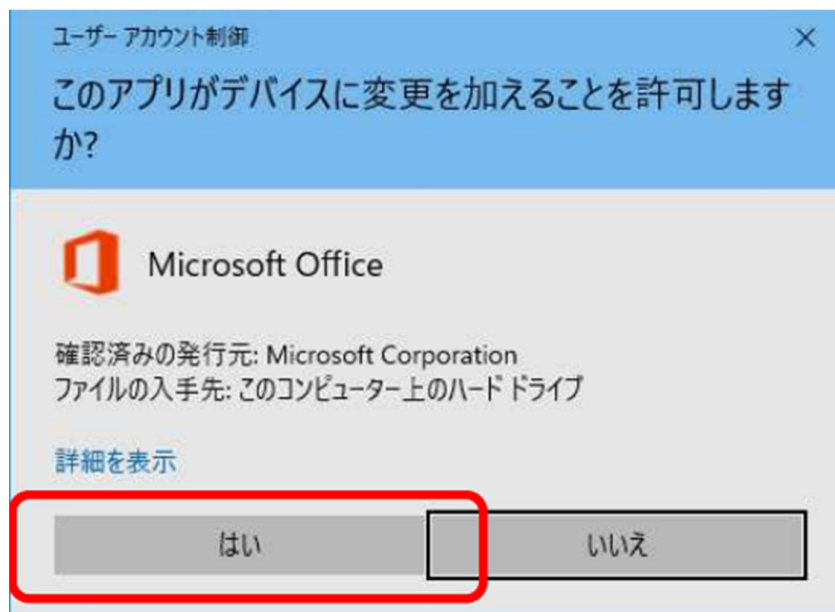 ユーザー アカウント制御
このアプリがデバイスに変更を加えることを許可します
か?
Microsoft Office
確認済みの発行元: Microsoft Corporation
ファイルの入手先: このコンピューター上のハード ドライブ
詳細を表示
はい
いいえ